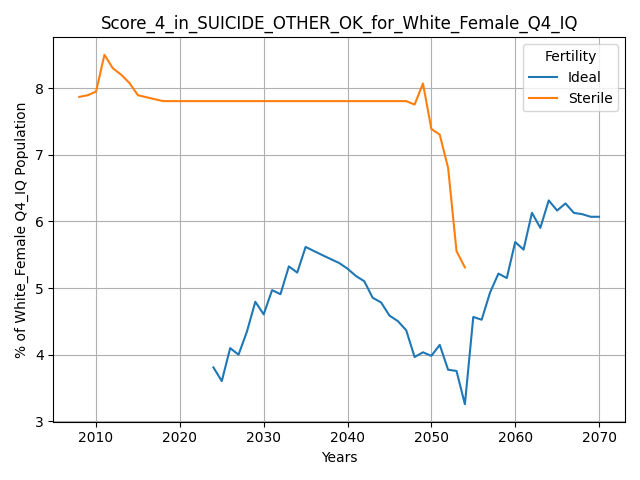 Score_4_in_SUICIDE_OTHER_OK_for_White_Female_Q4_IQ
Fertility
Ideal
Sterile
% of White_Female Q4_IQ Population
8
7
6
5
4
3
2010 2020 2030 2040 2050 2060 2070
Years